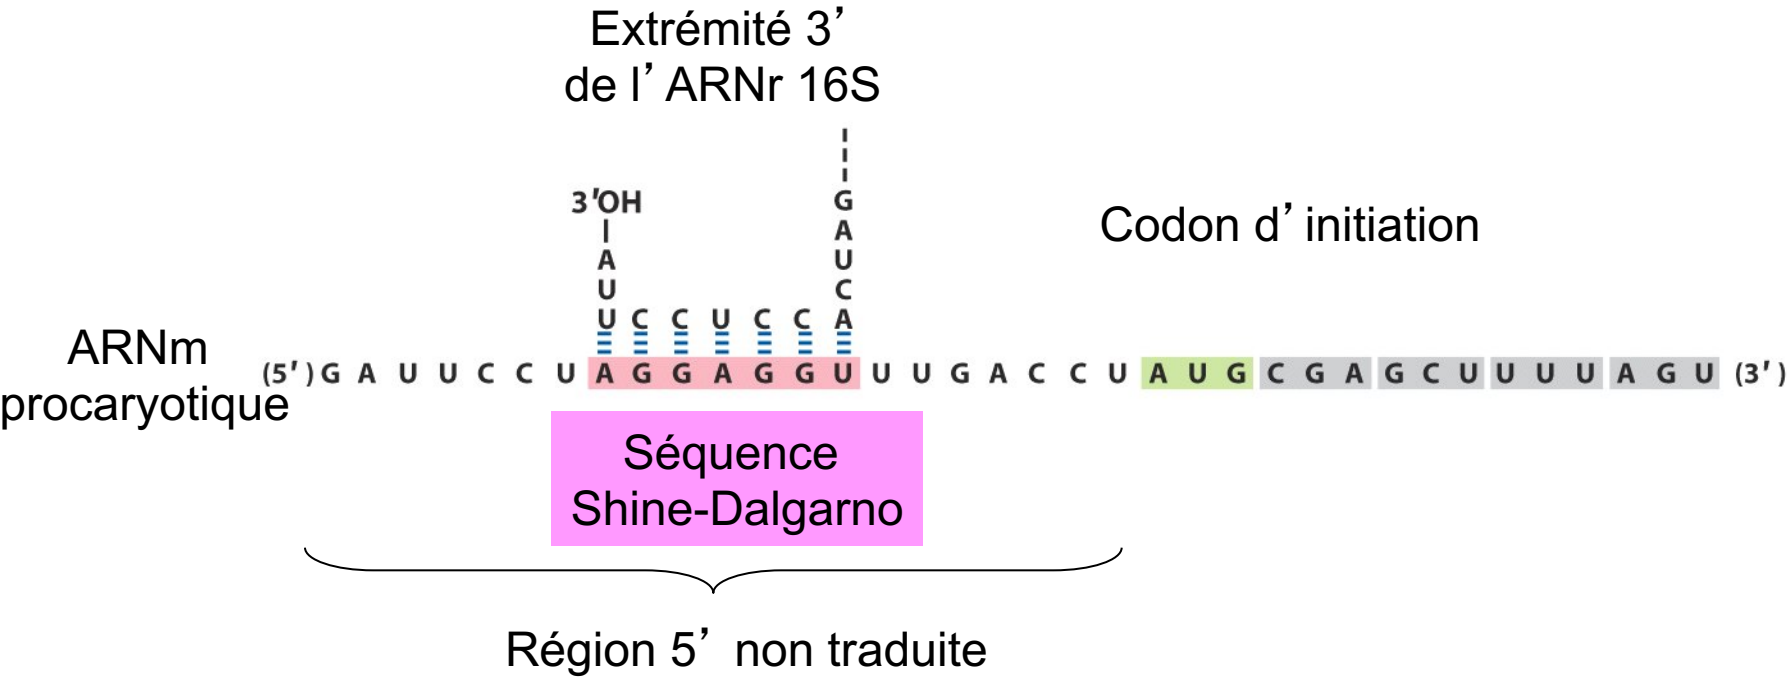 Extrémité 3’
de l’ARNr 16S
3'OH
G
A
A
U
U
C
U C C U C C A
Codon d’initiation
ARNm
procaryotique
(5')G A U U C C U A G G A G G U U U G A C C U A U G C G A G C U U U U A G U (3')
Séquence
Shine-Dalgarno
Région 5’ non traduite